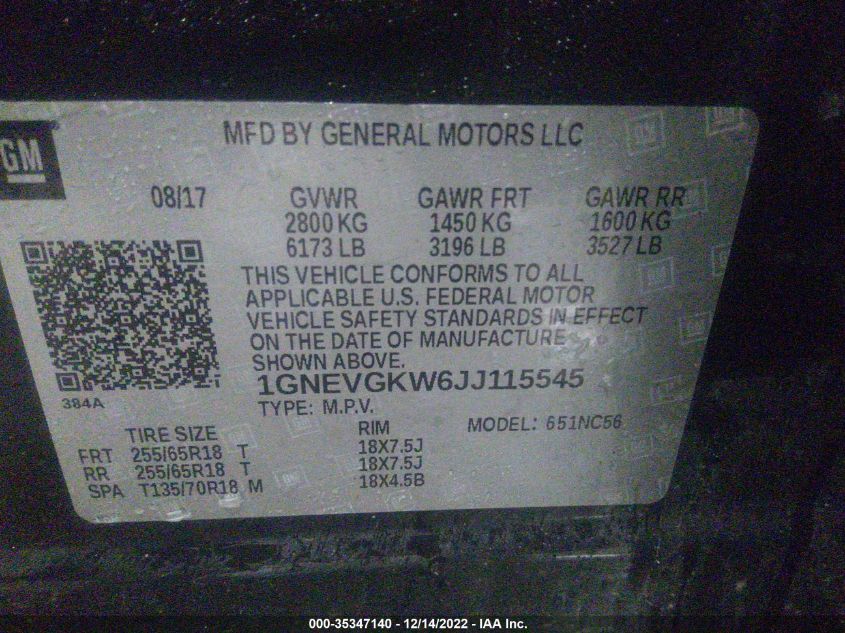 GM
MFD BY GENERAL MOTORS LLC
08/17 GVWR GAWR FRT GAWR RR
2800 KG 1450 KG 1600 KG
6173 LB 3196 LB 3527 LB
THIS VEHICLE CONFORMS TO ALL
APPLICABLE U.S. FEDERAL MOTOR
VEHICLE SAFETY STANDARDS IN EFFECT
ON THE DATE OF MANUFACTURE
SHOWN ABOVE.
1GNEVGKW6JJ115545
384A
TYPE: M.P.V.
TIRE SIZE RIM MODEL: 651NC56
FRT 255/65R18 T 18X7.5J
RR 255/65R18 T 18X7.5J
SPA T135/70R18 M 18X4.5B
000-35347140 - 12/14/2022 - IAA Inc.